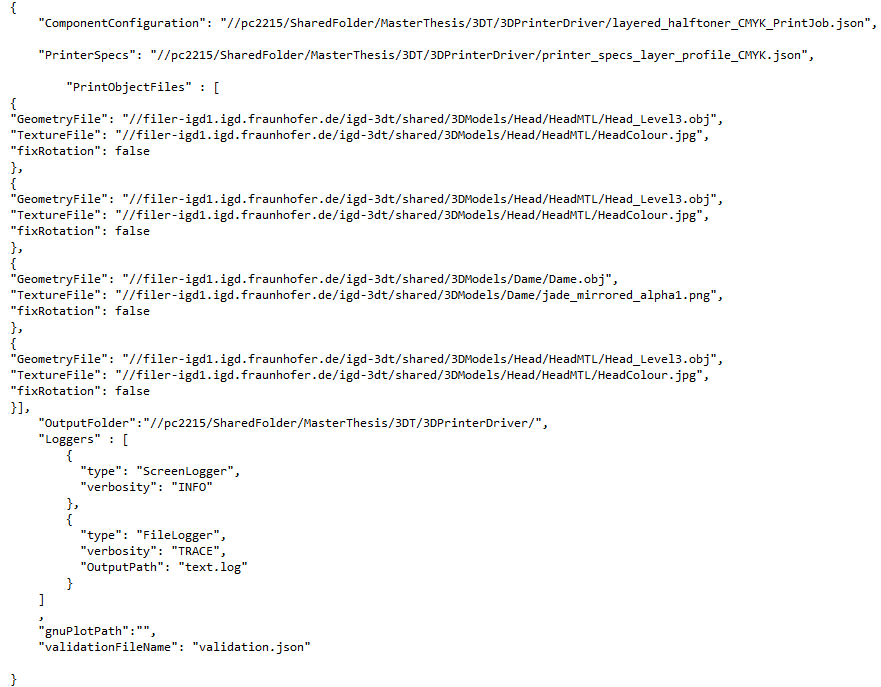 {
"ComponentConfiguration": "//pc2215/SharedFolder/MasterThesis/3DT/3DPrinterDriver/layered_halftoner_CMYK_PrintJob.json",
"PrinterSpecs": "//pc2215/SharedFolder/MasterThesis/3DT/3DPrinterDriver/printer_specs_layer_profile_CMYK.json",
"PrintObjectFiles" : [
{
"GeometryFile": "//filer-igd1.igd.fraunhofer.de/igd-3dt/shared/3DModels/Head/HeadMTL/Head_Level3.obj",
"TextureFile": "//filer-igd1.igd.fraunhofer.de/igd-3dt/shared/3DModels/Head/HeadMTL/HeadColour.jpg",
"fixRotation": false
},
{
"GeometryFile": "//filer-igd1.igd.fraunhofer.de/igd-3dt/shared/3DModels/Head/HeadMTL/Head_Level3.obj",
"TextureFile": "//filer-igd1.igd.fraunhofer.de/igd-3dt/shared/3DModels/Head/HeadMTL/HeadColour.jpg",
"fixRotation": false
},
{
"GeometryFile": "//filer-igd1.igd.fraunhofer.de/igd-3dt/shared/3DModels/Dame/Dame.obj",
"TextureFile": "//filer-igd1.igd.fraunhofer.de/igd-3dt/shared/3DModels/Dame/jade_mirrored_alpha1.png",
"fixRotation": false
},
{
"GeometryFile": "//filer-igd1.igd.fraunhofer.de/igd-3dt/shared/3DModels/Head/HeadMTL/Head_Level3.obj",
"TextureFile": "//filer-igd1.igd.fraunhofer.de/igd-3dt/shared/3DModels/Head/HeadMTL/HeadColour.jpg",
"fixRotation": false
}],
"OutputFolder":"//pc2215/SharedFolder/MasterThesis/3DT/3DPrinterDriver/",
"Loggers" : [
{
"type": "ScreenLogger",
"verbosity": "INFO"
},
{
"type": "FileLogger",
"verbosity": "TRACE",
"OutputPath": "text.log"
}
]
,
"gnuPlotPath":"",
"validationFileName": "validation.json"
}